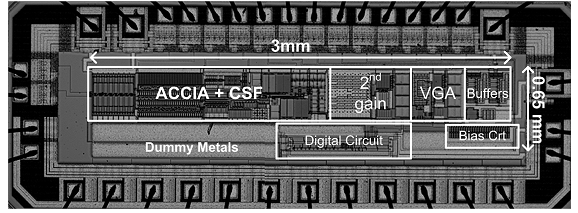 3mm
ACCIA + CSF
2nd
gain
VGA
Buffers
0.65 mm
Digital Circuit
Bias Crt
Dummy Metals